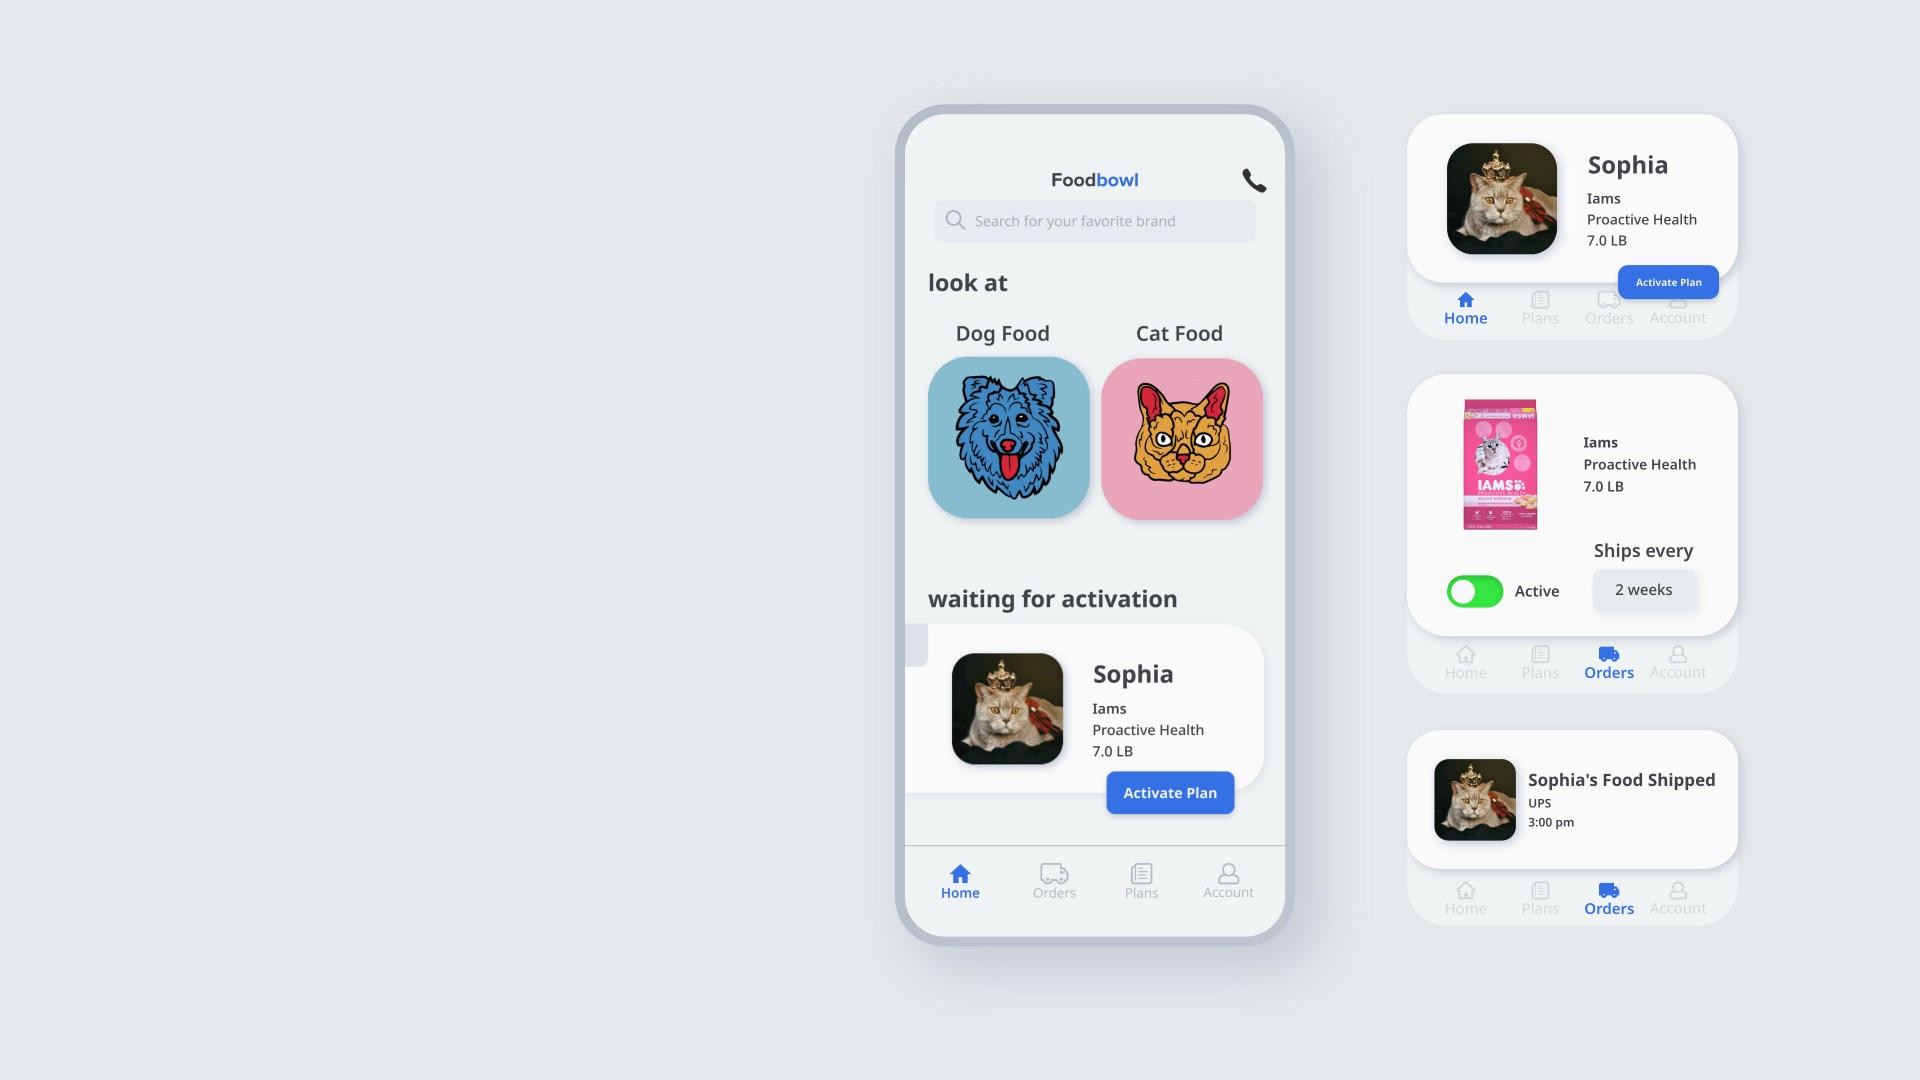 Foodbowl
Search for your favorite brand
look at
Dog Food
Cat Food
waiting for activation
Sophia
Iams
Proactive Health
7.0 LB
Activate Plan
Home
Orders
Plans
Account
Sophia
Iams
Proactive Health
7.0 LB
Activate Plan
Home
Plans
Orders
Account
IAMS
PROACTIVE HEALTH
Iams
Proactive Health
7.0 LB
Ships every
Active
2 weeks
Home
Plans
Orders
Account
Sophia's Food Shipped
UPS
3:00 pm
Home
Plans
Orders
Account